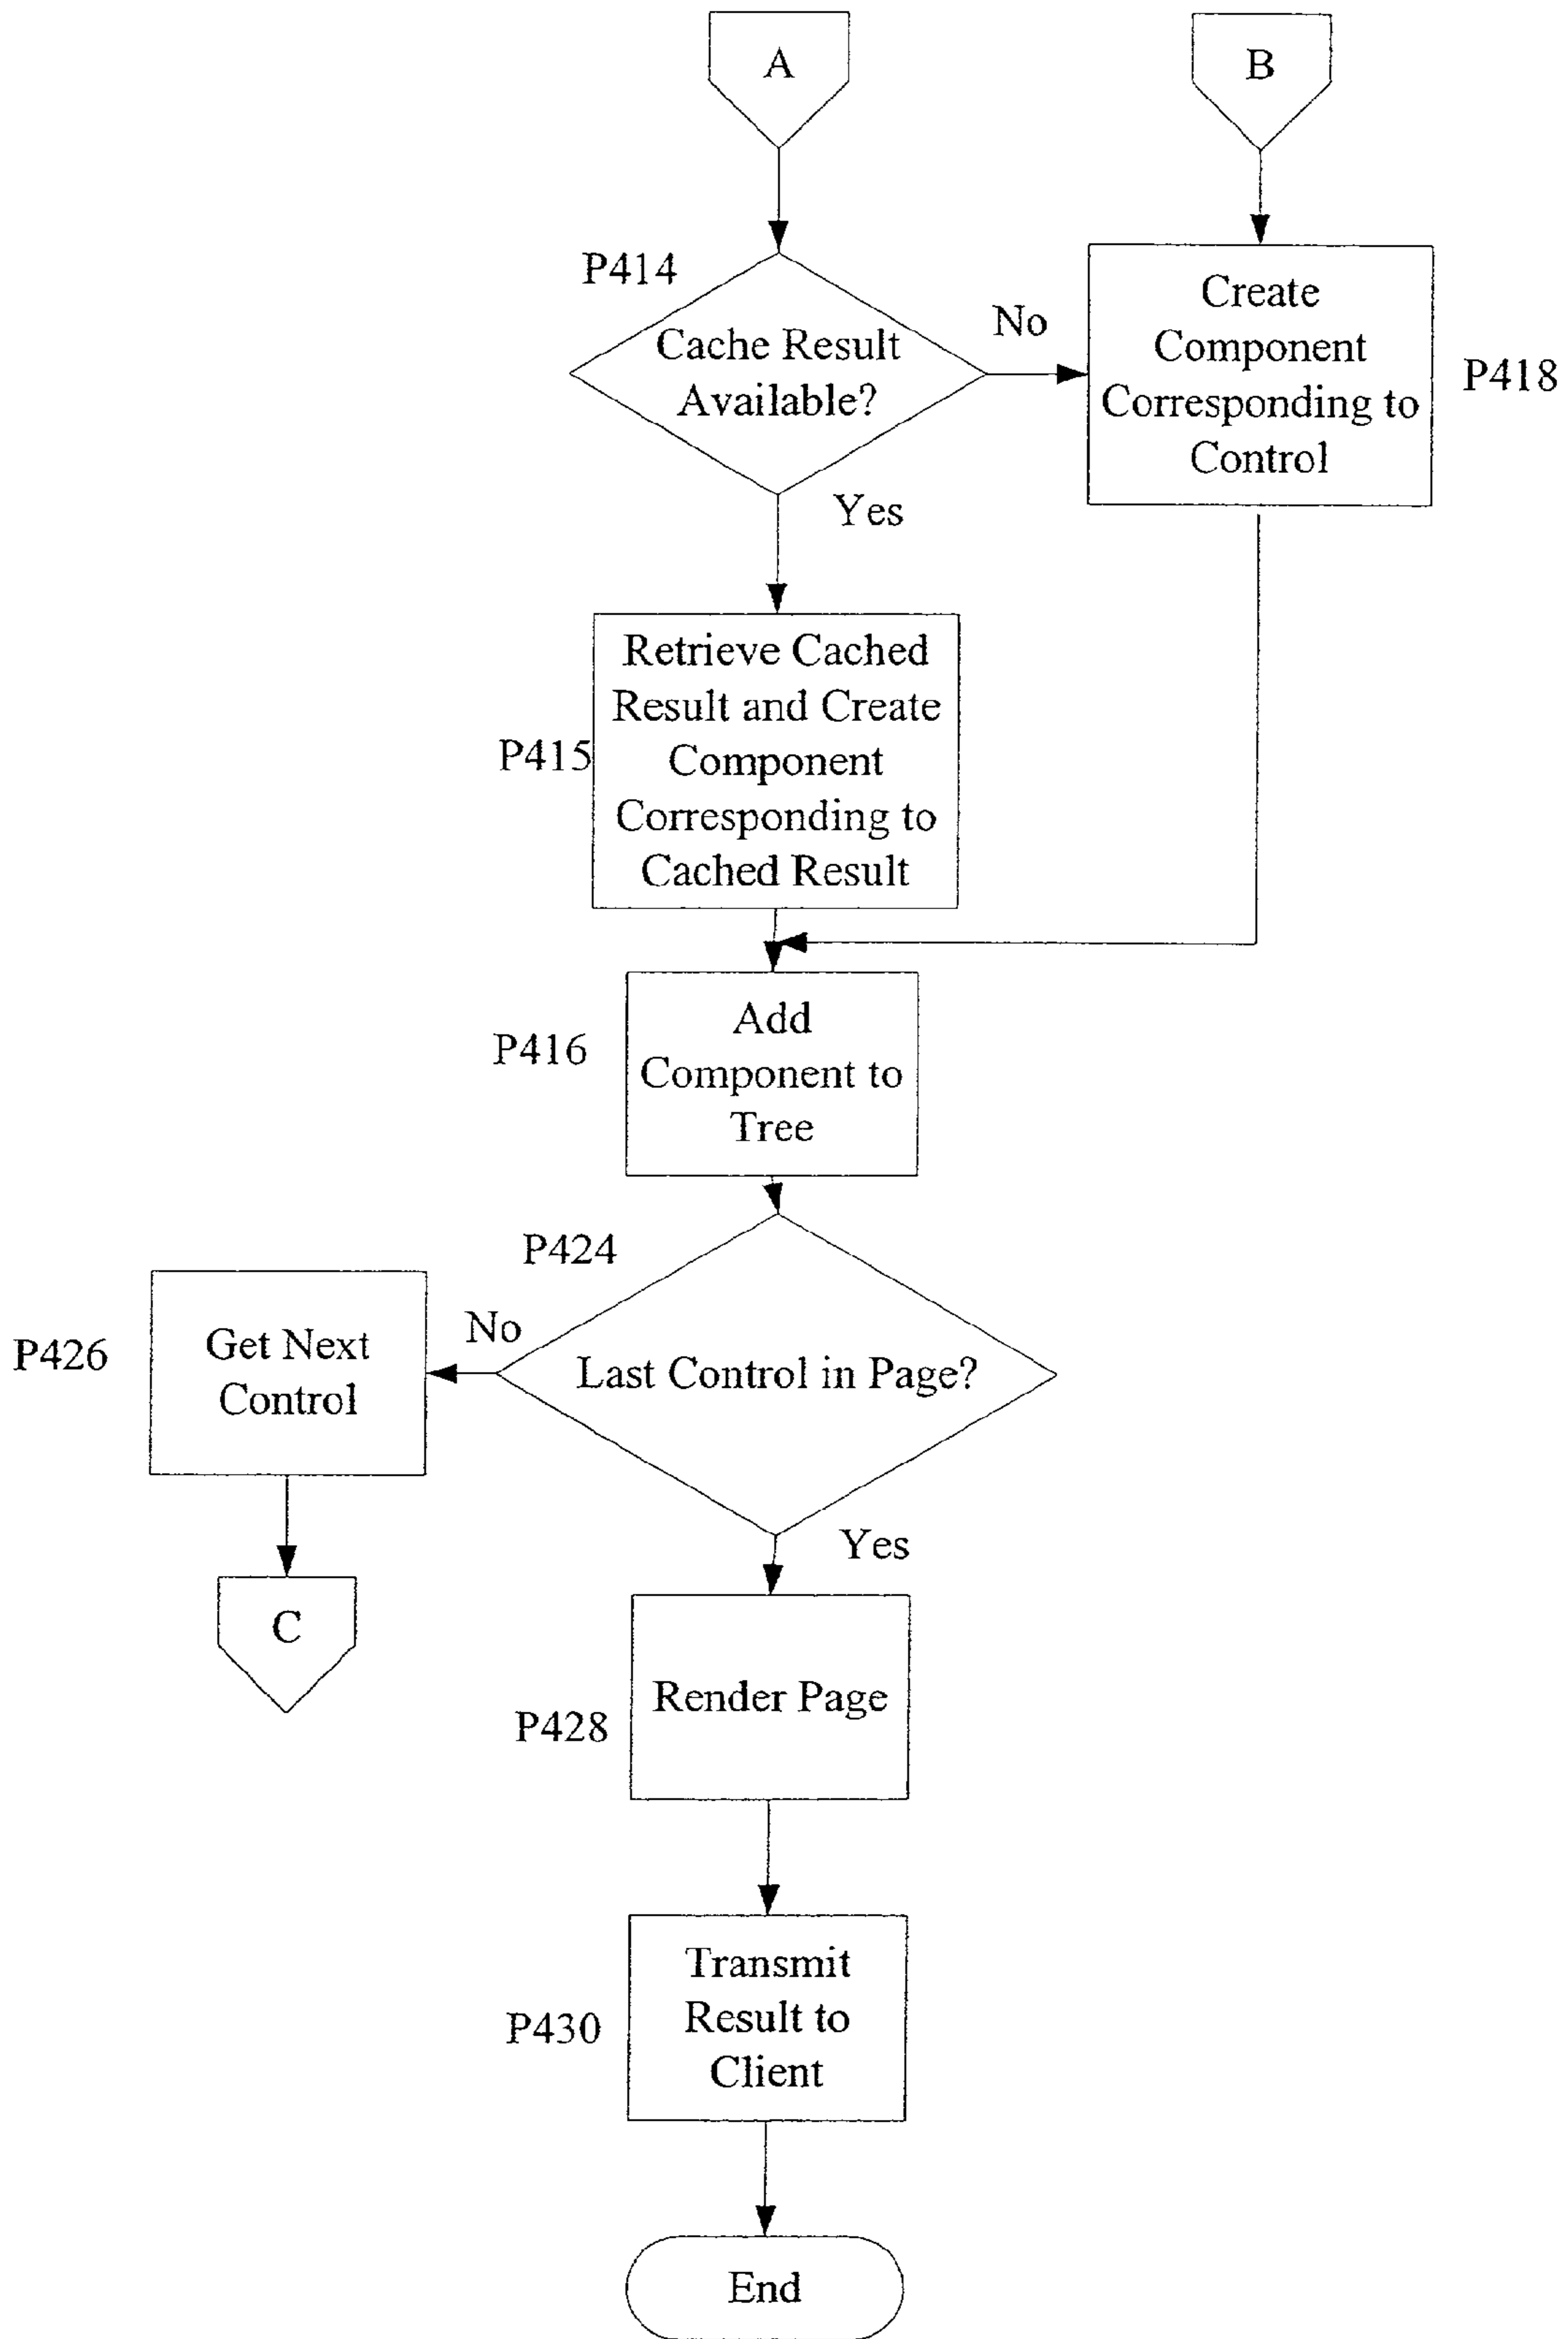 A
B
P414
Cache Result
Available?
No
Create
Component
Corresponding to
Control
P418
Yes
Retrieve Cached
Result and Create
Component
Corresponding to
Cached Result
P415
P416
Add
Component to
Tree
P424
Last Control in Page?
No
Get Next
Control
P426
C
Yes
Render Page
P428
Transmit
Result to
Client
P430
End